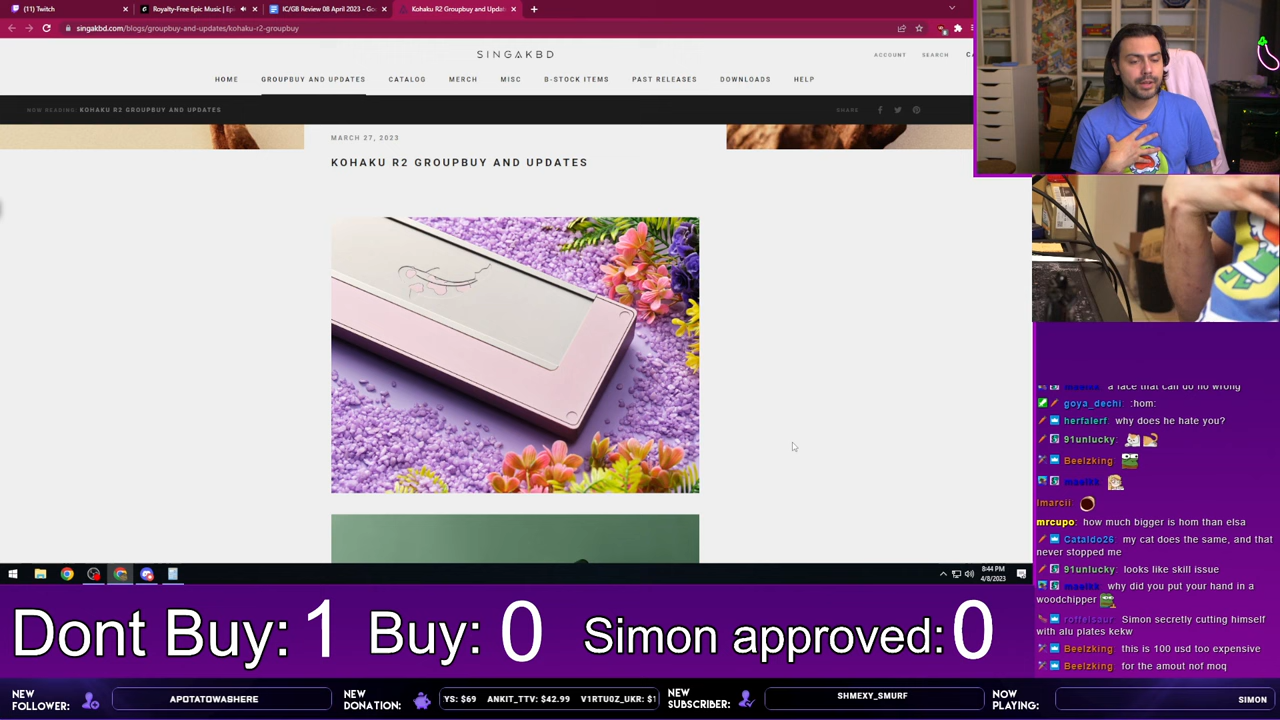 (11) Twitch
Royalty-Free Epic Music | Ep
IC/GB Review 08 April 2023 - Go
Kohaku R2 Groupbuy and Updat
singakbd.com/blogs/groupbuy-and-updates/kohaku-r2-groupbuy
SINGAKBD
ACCOUNT
SEARCH
HOME
GROUPBUY AND UPDATES
CATALOG
MERCH
MISC
B-STOCK ITEMS
PAST RELEASES
DOWNLOADS
HELP
NOW READING: KOHAKU R2 GROUPBUY AND UPDATES
SHARE
MARCH 27, 2023
KOHAKU R2 GROUPBUY AND UPDATES
a face that can do no wrong
goya_dechi: :hom:
herfalerf: why does he hate you?
91unlucky:
Beelzking:
lmarcii:
mrcupo: how much bigger is hom than elsa
Cataldo26: my cat does the same, and that
never stopped me
91unlucky: looks like skill issue
why did you put your hand in a
woodchipper
roffelsaur: Simon secretly cutting himself
with alu plates kekw
Beelzking: this is 100 usd too expensive
Beelzking: for the amout nof moq
8:44 PM
4/8/2023
Dont Buy: 1 Buy: 0 Simon approved: 0
NEW
FOLLOWER:
APOTATOWASHERE
NEW
DONATION:
YS: $69 ANKIT_TTV: $42.99 V1RTU0Z_UKR: $1
NEW
SUBSCRIBER:
SHMEXY_SMURF
NOW
PLAYING:
SIMON